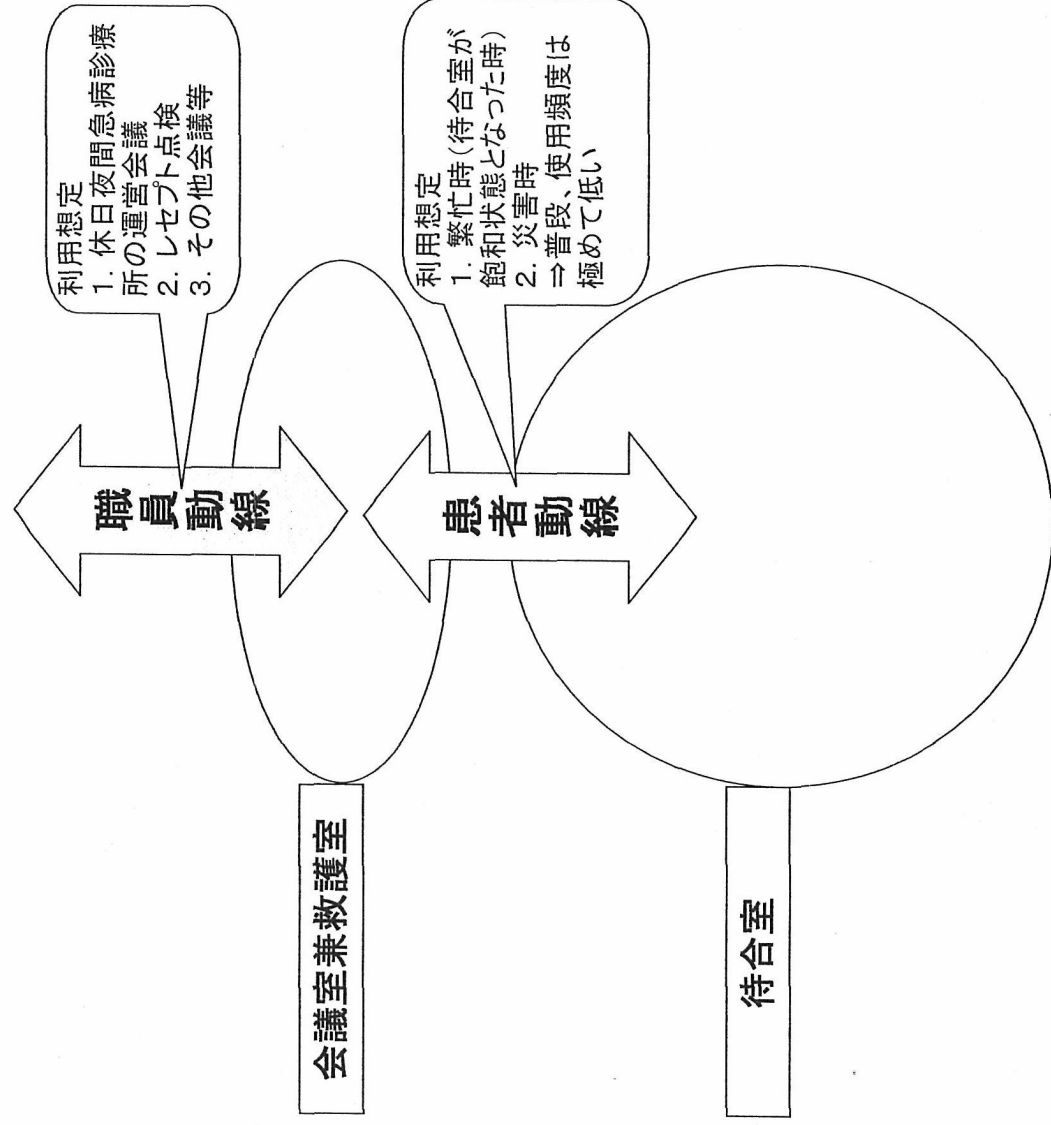 利用想定
1. 休日夜間急病診療
所の運営会議
2. レセプト点検
3. その他会議等
職員動線
会議室兼救護室
利用想定
1. 繁忙時(待合室が
飽和状態となった時)
2. 災害時
⇒普段、使用頻度は
極めて低い
患者動線
待合室